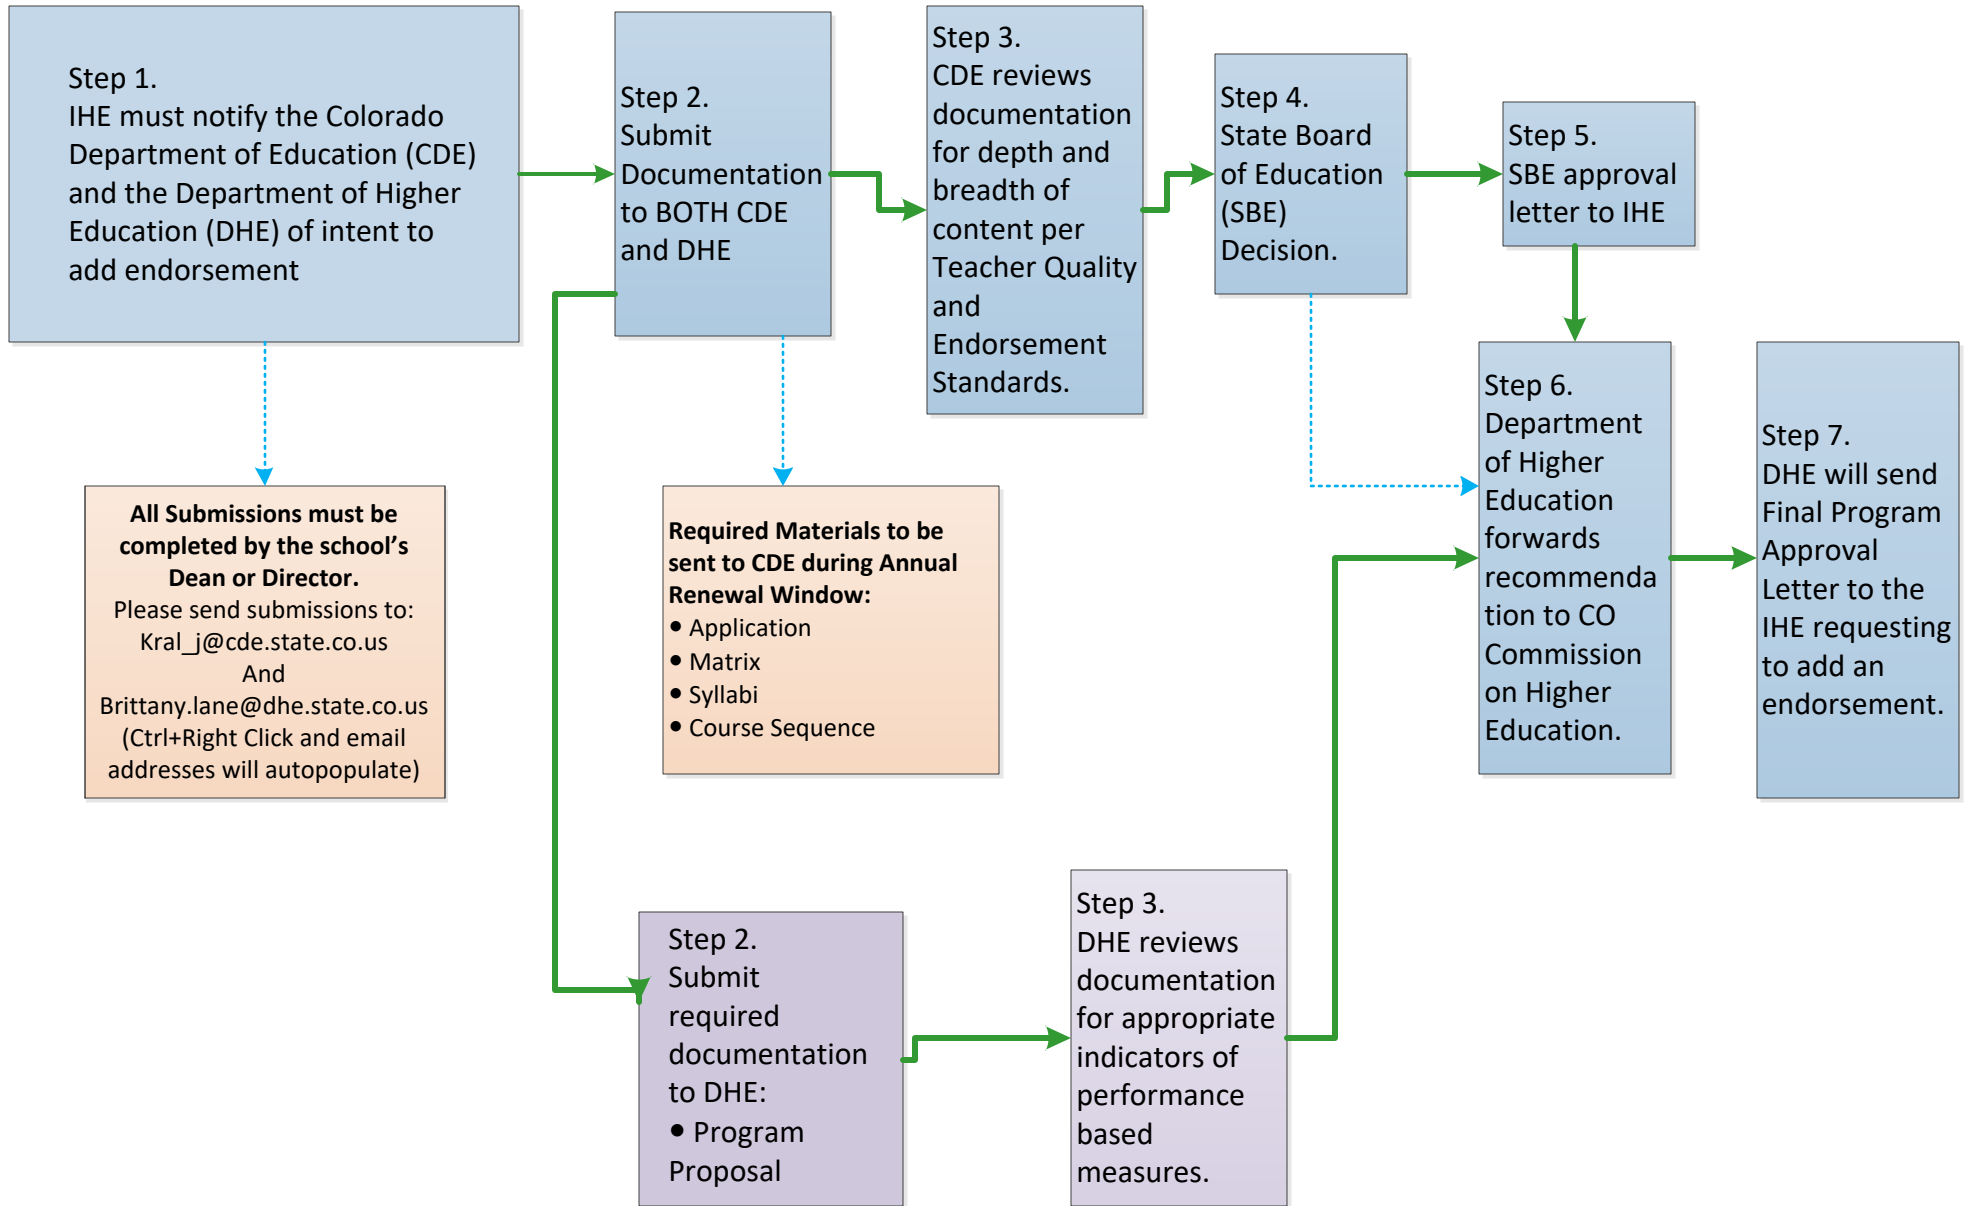 Step 1.
IHE must notify the Colorado
Department of Education (CDE)
and the Department of Higher
Education (DHE) of intent to
add endorsement
Step 2.
Submit
Documentation
to BOTH CDE
and DHE
Step 3.
CDE reviews
documentation
for depth and
breadth of
content per
Teacher Quality
and
Endorsement
Standards.
Step 4.
State Board
of Education
(SBE)
Decision.
Step 5.
SBE approval
letter to IHE
Step 6.
Department
of Higher
Education
forwards
recommenda
tion to CO
Commission
on Higher
Education.
Step 7.
DHE will send
Final Program
Approval
Letter to the
IHE requesting
to add an
endorsement.
All Submissions must be
completed by the school’s
Dean or Director.
Please send submissions to:
Kral_j@cde.state.co.us
And
Brittany.lane@dhe.state.co.us
(Ctrl+Right Click and email
addresses will autopopulate)
Required Materials to be
sent to CDE during Annual
Renewal Window:
• Application
• Matrix
• Syllabi
• Course Sequence
Step 2.
Submit
required
documentation
to DHE:
• Program
Proposal
Step 3.
DHE reviews
documentation
for appropriate
indicators of
performance
based
measures.